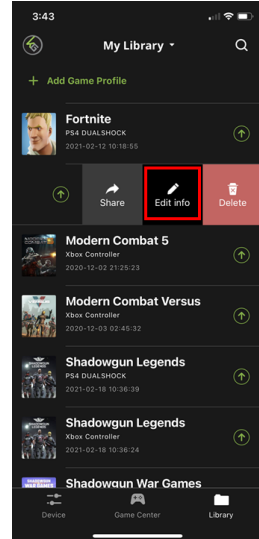 3:43
My Library
+ Add Game Profile
Fortnite
PS4 DUALSHOCK
2021-02-12 10:18:55
Share
Edit info
Delete
Modern Combat 5
Xbox Controller
2020-12-02 21:25:23
Modern Combat Versus
Xbox Controller
2020-12-03 02:45:32
Shadowgun Legends
PS4 DUALSHOCK
2021-02-18 10:36:39
Shadowgun Legends
Xbox Controller
2021-02-18 10:36:24
Shadowgun War Games
Device
Game Center
Library